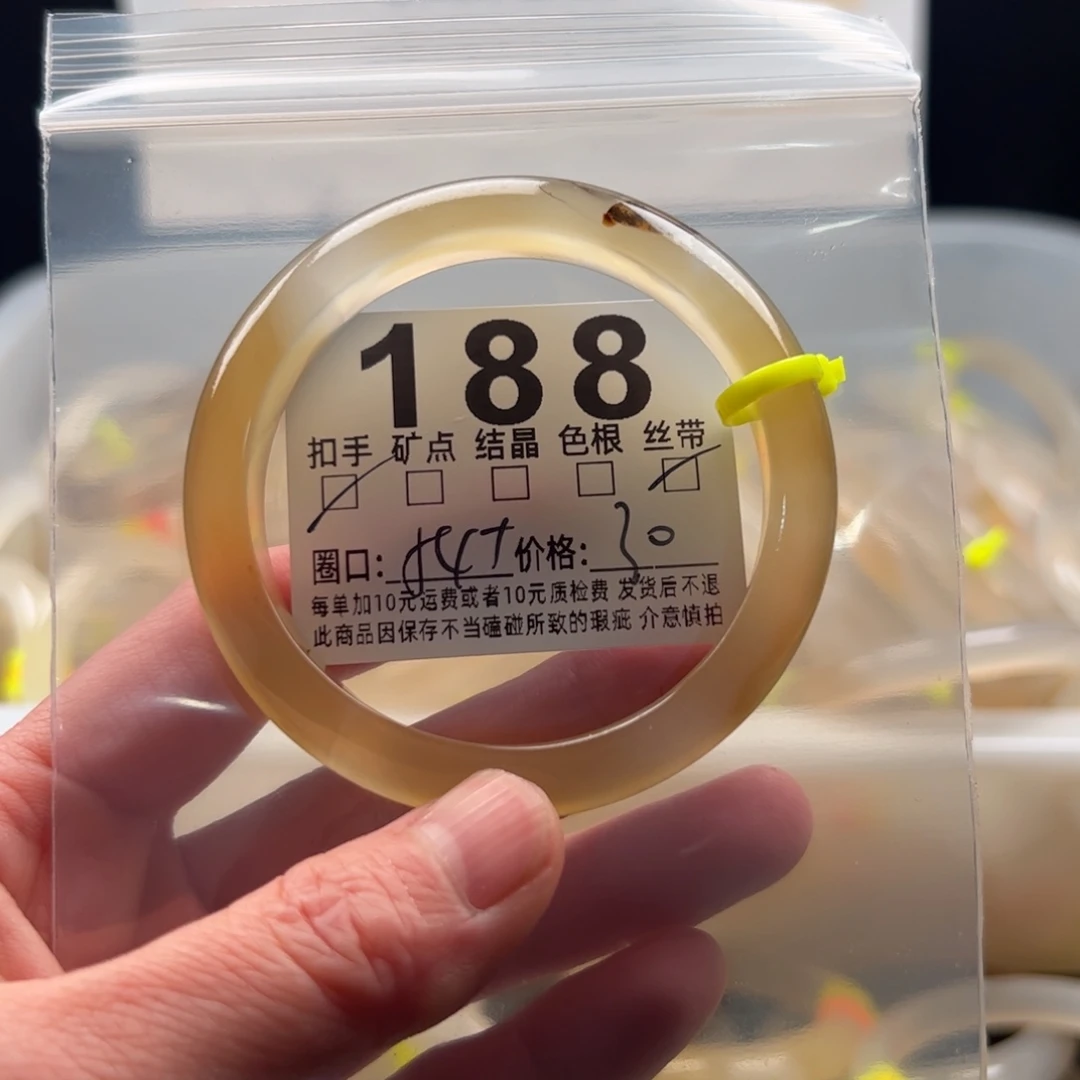 188
扣手 矿点 结晶 色根 丝带
圈口: 价格: 30
每单加10元运费或者10元质检费 发货后不退
此商品因保存不当磕碰所致的瑕疵 介意慎拍